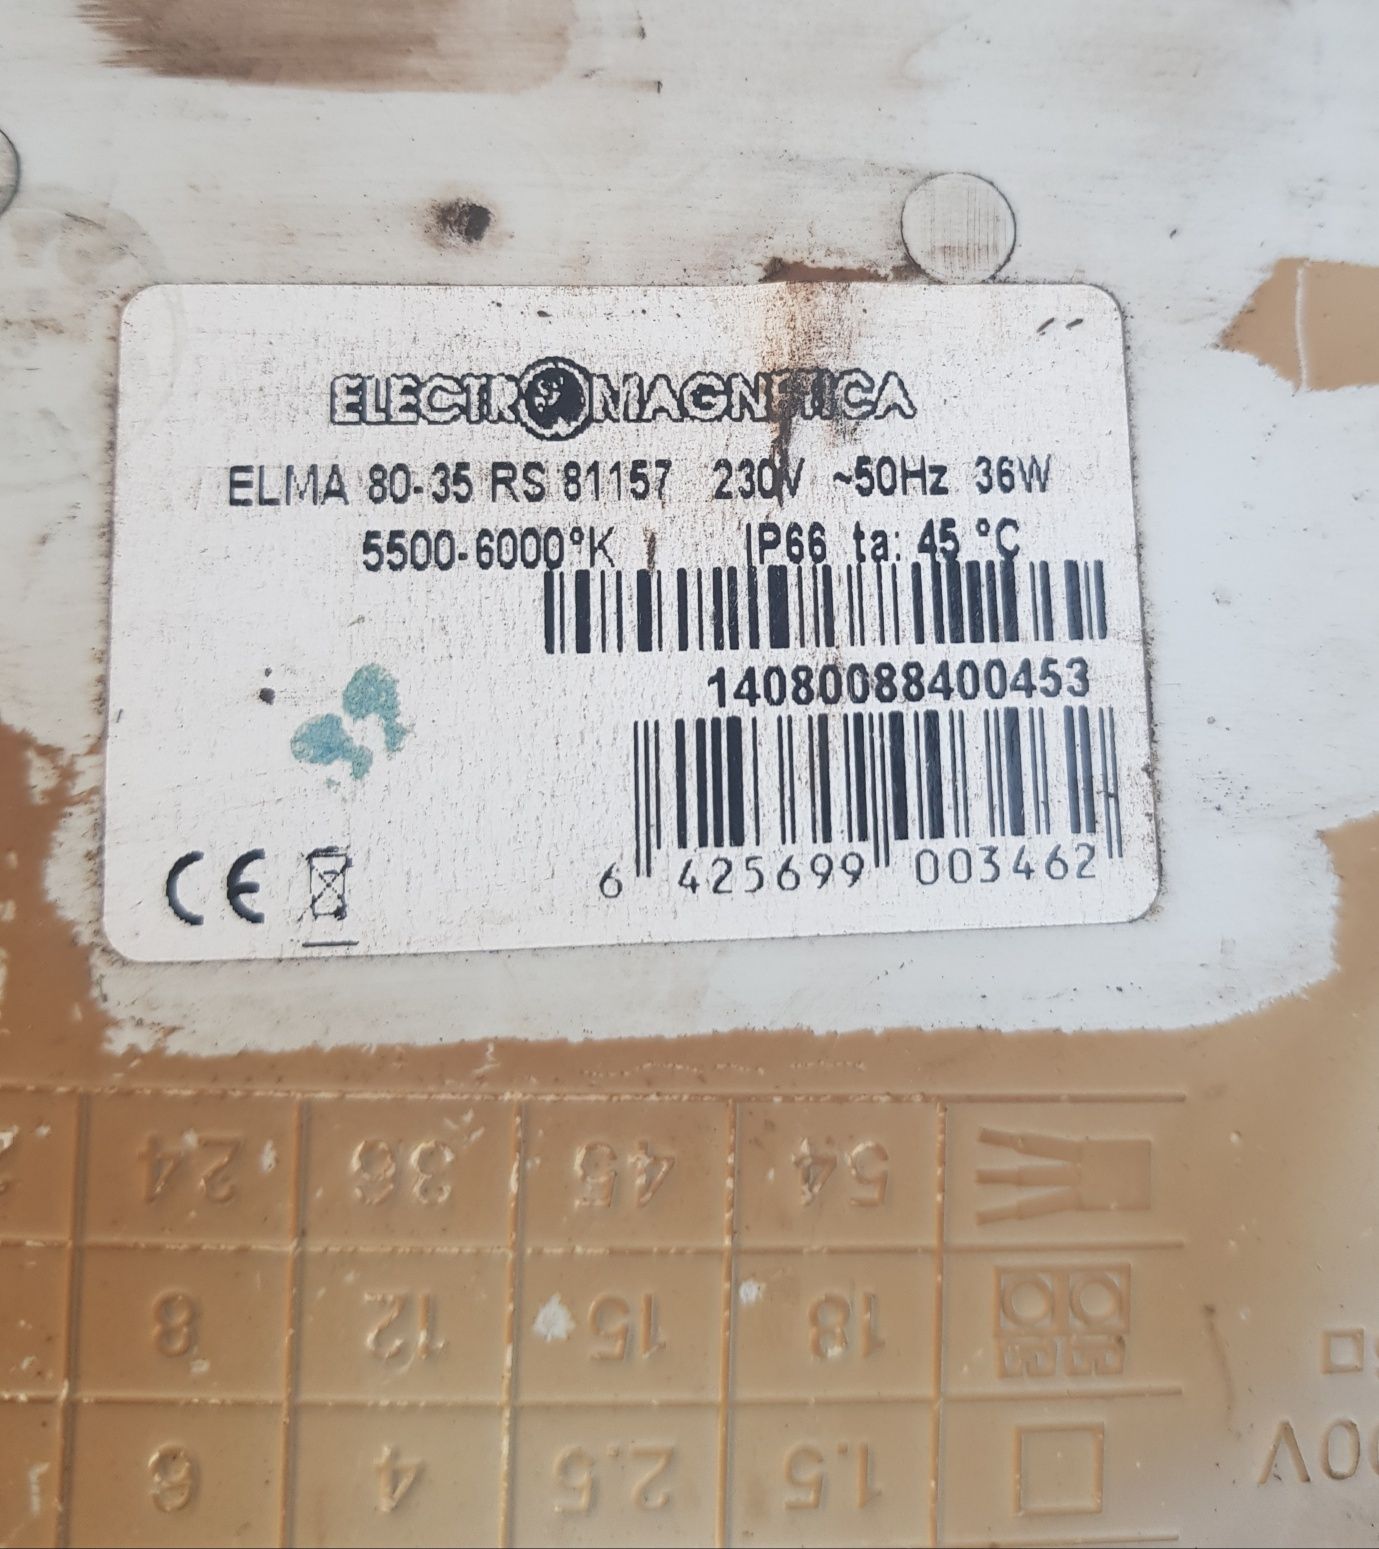 ELECTROMAGNETICA
ELMA 80-35 RS 81157 230V ~50Hz 36W
5500-6000°K IP66 ta: 45 °C
14080088400453
6 425699 003462
CE
24 36 45 54
8 12 15 18
6 4 2.5 1.5